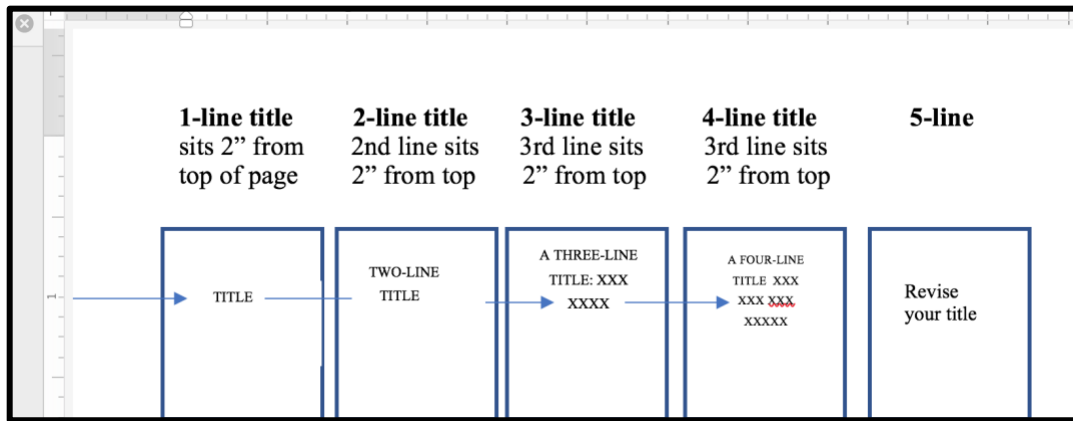 1-line title
sits 2” from
top of page
2-line title
2nd line sits
2” from top
3-line title
3rd line sits
2” from top
4-line title
3rd line sits
2” from top
5-line
1
TITLE
TWO-LINE
TITLE
A THREE-LINE
TITLE: XXX
XXXX
A FOUR-LINE
TITLE XXX
XXX XXX
XXXXX
Revise
your title